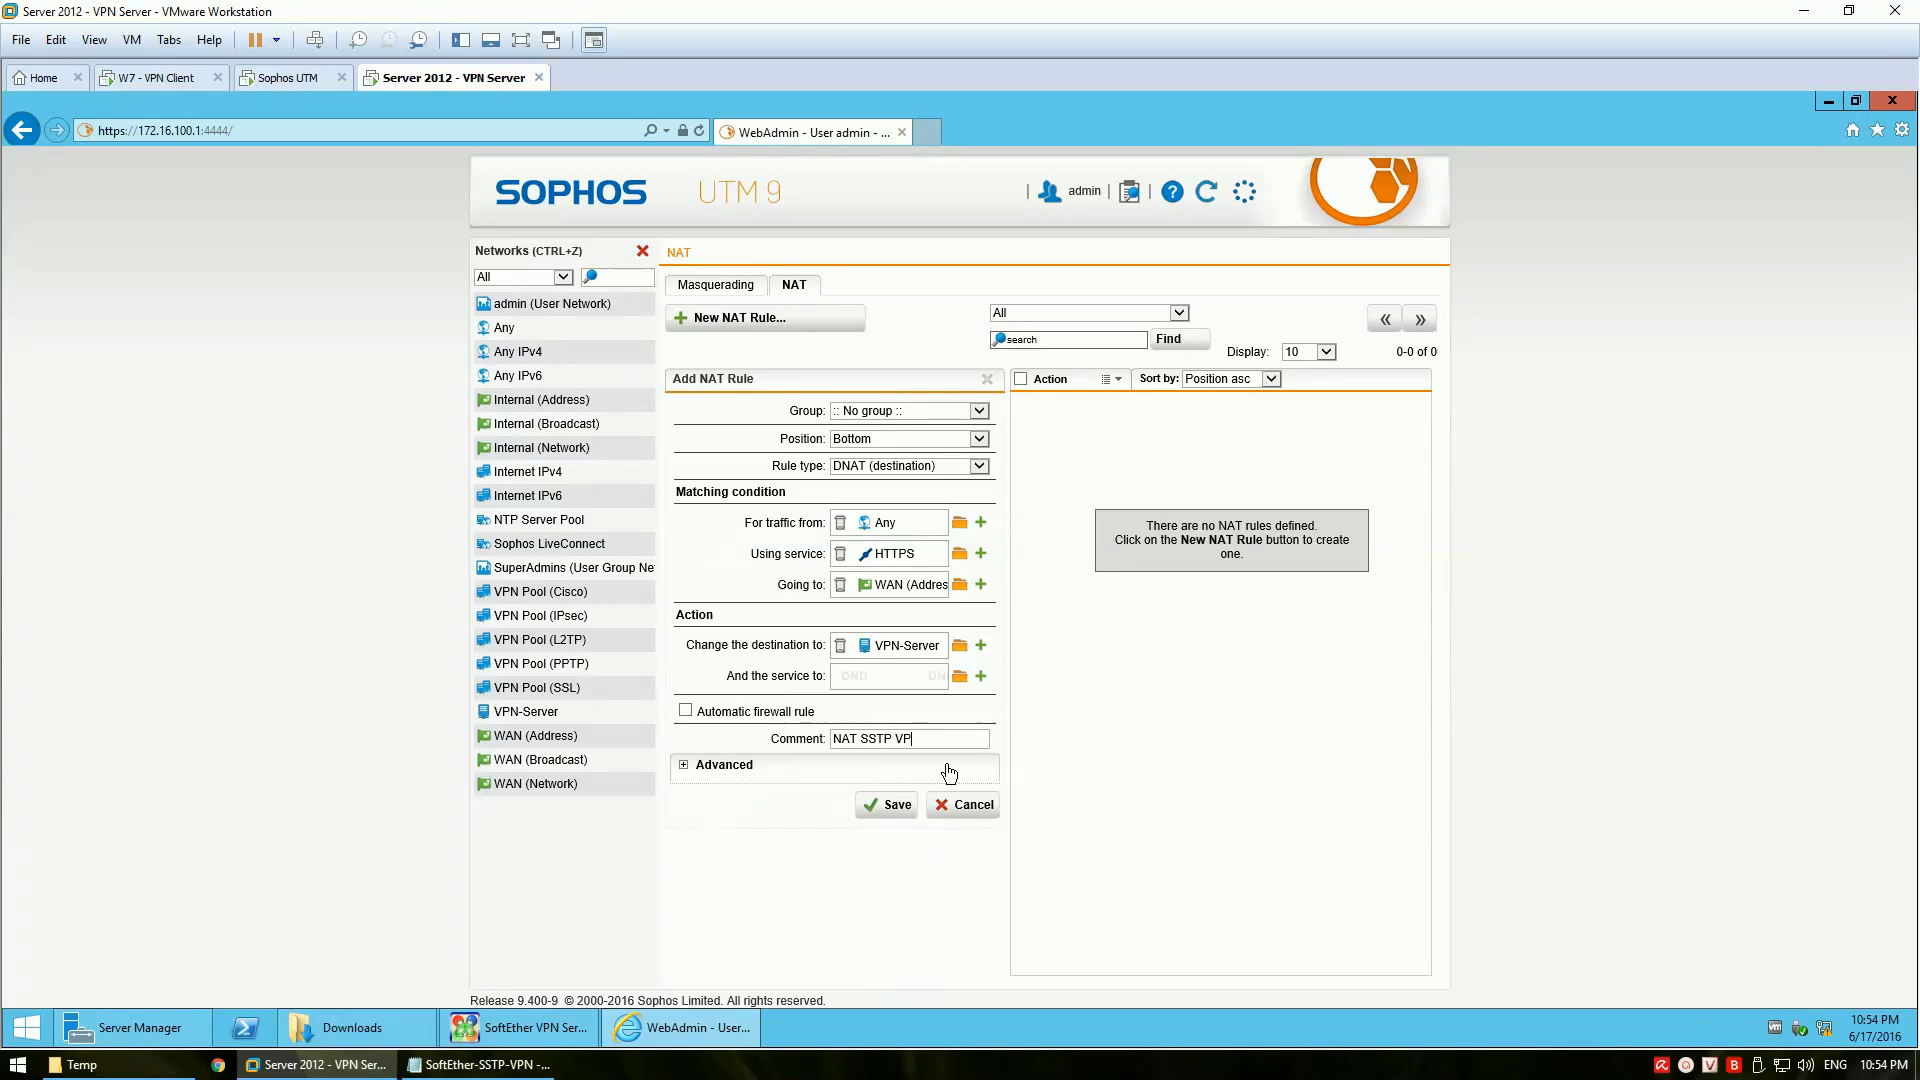 Server 2012 - VPN Server - VMware Workstation
File Edit View VM Tabs Help
Home W7 - VPN Client Sophos UTM Server 2012 - VPN Server
https://172.16.100.1:4444/
WebAdmin - User admin - ...
SOPHOS UTM 9
| admin | |
Networks (CTRL+Z)
All
admin (User Network)
Any
Any IPv4
Any IPv6
Internal (Address)
Internal (Broadcast)
Internal (Network)
Internet IPv4
Internet IPv6
NTP Server Pool
Sophos LiveConnect
SuperAdmins (User Group Ne
VPN Pool (Cisco)
VPN Pool (IPsec)
VPN Pool (L2TP)
VPN Pool (PPTP)
VPN Pool (SSL)
VPN-Server
WAN (Address)
WAN (Broadcast)
WAN (Network)
NAT
Masquerading NAT
New NAT Rule...
All
search Find
Display: 10
0-0 of 0
« »
Add NAT Rule
Group: :: No group ::
Position: Bottom
Rule type: DNAT (destination)
Matching condition
For traffic from: Any
Using service: HTTPS
Going to: WAN (Addres
Action
Change the destination to: VPN-Server
And the service to: DND DN
Automatic firewall rule
Comment: NAT SSTP VP
Advanced
Save Cancel
Action Sort by: Position asc
There are no NAT rules defined.
Click on the New NAT Rule button to create
one.
Release 9.400-9 © 2000-2016 Sophos Limited. All rights reserved.
Server Manager Downloads SoftEther VPN Ser... WebAdmin - User...
10:54 PM
6/17/2016
Temp Server 2012 - VPN Ser... SoftEther-SSTP-VPN -...
ENG 10:54 PM